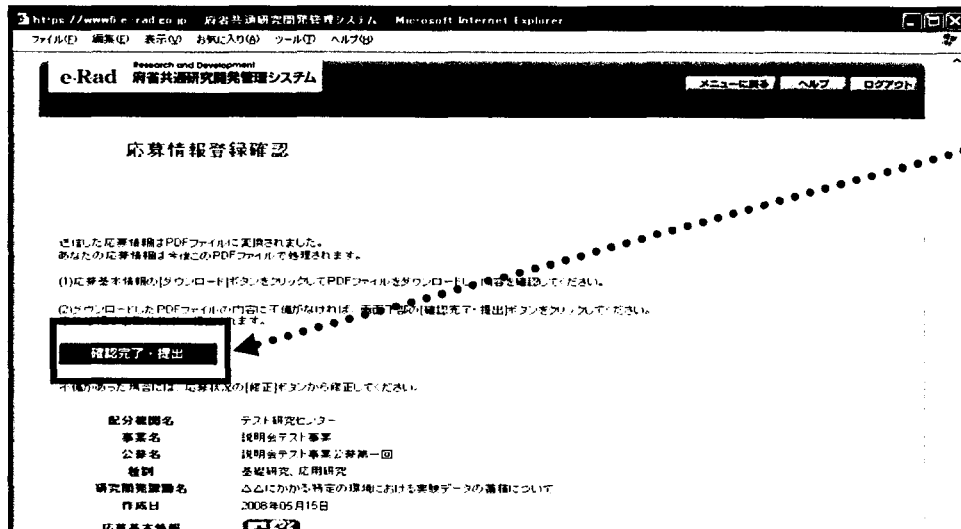 https://www6.e-rad.go.jp 府省共通研究開発管理システム Microsoft Internet Explorer
ファイル(F) 編集(E) 表示(V) お気に入り(A) ツール(T) ヘルプ(H)
e-Rad Research and Development 府省共通研究開発管理システム
メニューに戻る ヘルプ ログアウト
応募情報登録確認
送信した応募情報はPDFファイルに変換されました。
あなたの応募情報は今後このPDFファイルで処理されます。
(1)応募基本情報の[ダウンロード]ボタンをクリックしてPDFファイルをダウンロードし、内容を確認してください。
(2)ダウンロードしたPDFファイルの内容に不備がなければ、画面下部の[確認完了・提出]ボタンをクリックしてください。
れます。
確認完了・提出
不備があった場合には、応募状況の[修正]ボタンから修正してください。
配分機関名 テスト研究センター
事業名 説明会テスト事業
公募名 説明会テスト事業公募第一回
種別 基礎研究、応用研究
研究開発課題名 △△にかかる特定の環境における実験データの蓄積について
作成日 2008年05月15日
応募基本情報